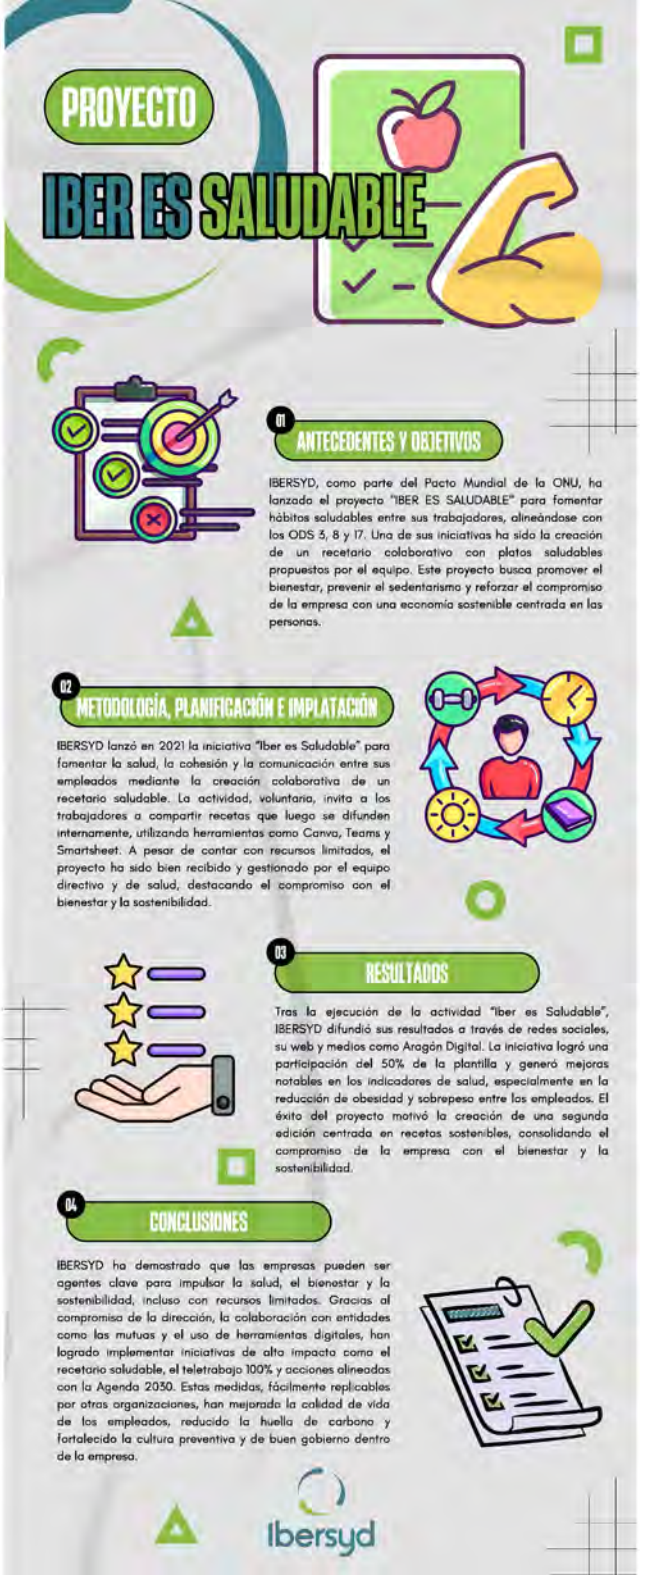 PROYECTO
IBER ES SALUDABLE
01
ANTECEDENTES Y OBJETIVOS
IBERSYD, como parte del Pacto Mundial de la ONU, ha
lanzado el proyecto "IBER ES SALUDABLE" para fomentar
hábitos saludables entre sus trabajadores, alineándose con
los ODS 3, 8 y 17. Una de sus iniciativas ha sido la creación
de un recetario colaborativo con platos saludables
propuestos por el equipo. Este proyecto busca promover el
bienestar, prevenir el sedentarismo y reforzar el compromiso
de la empresa con una economía sostenible centrada en las
personas.
02
METODOLOGÍA, PLANIFICACIÓN E IMPLATACIÓN
IBERSYD lanzó en 2021 la iniciativa "Iber es Saludable" para
fomentar la salud, la cohesión y la comunicación entre sus
empleados mediante la creación colaborativa de un
recetario saludable. La actividad, voluntaria, invita a los
trabajadores a compartir recetas que luego se difunden
internamente, utilizando herramientas como Canva, Teams y
Smartsheet. A pesar de contar con recursos limitados, el
proyecto ha sido bien recibido y gestionado por el equipo
directivo y de salud, destacando el compromiso con el
bienestar y la sostenibilidad.
03
RESULTADOS
Tras la ejecución de la actividad "Iber es Saludable",
IBERSYD difundió sus resultados a través de redes sociales,
su web y medios como Aragón Digital. La iniciativa logró una
participación del 50% de la plantilla y generó mejoras
notables en los indicadores de salud, especialmente en la
reducción de obesidad y sobrepeso entre los empleados. El
éxito del proyecto motivó la creación de una segunda
edición centrada en recetas sostenibles, consolidando el
compromiso de la empresa con el bienestar y la
sostenibilidad.
04
CONCLUSIONES
IBERSYD ha demostrado que las empresas pueden ser
agentes clave para impulsar la salud, el bienestar y la
sostenibilidad, incluso con recursos limitados. Gracias al
compromiso de la dirección, la colaboración con entidades
como las mutuas y el uso de herramientas digitales, han
logrado implementar iniciativas de alto impacto como el
recetario saludable, el teletrabajo 100% y acciones alineadas
con la Agenda 2030. Estas medidas, fácilmente replicables
por otras organizaciones, han mejorado la calidad de vida
de los empleados, reducido la huella de carbono y
fortalecido la cultura preventiva y de buen gobierno dentro
de la empresa.
Ibersyd